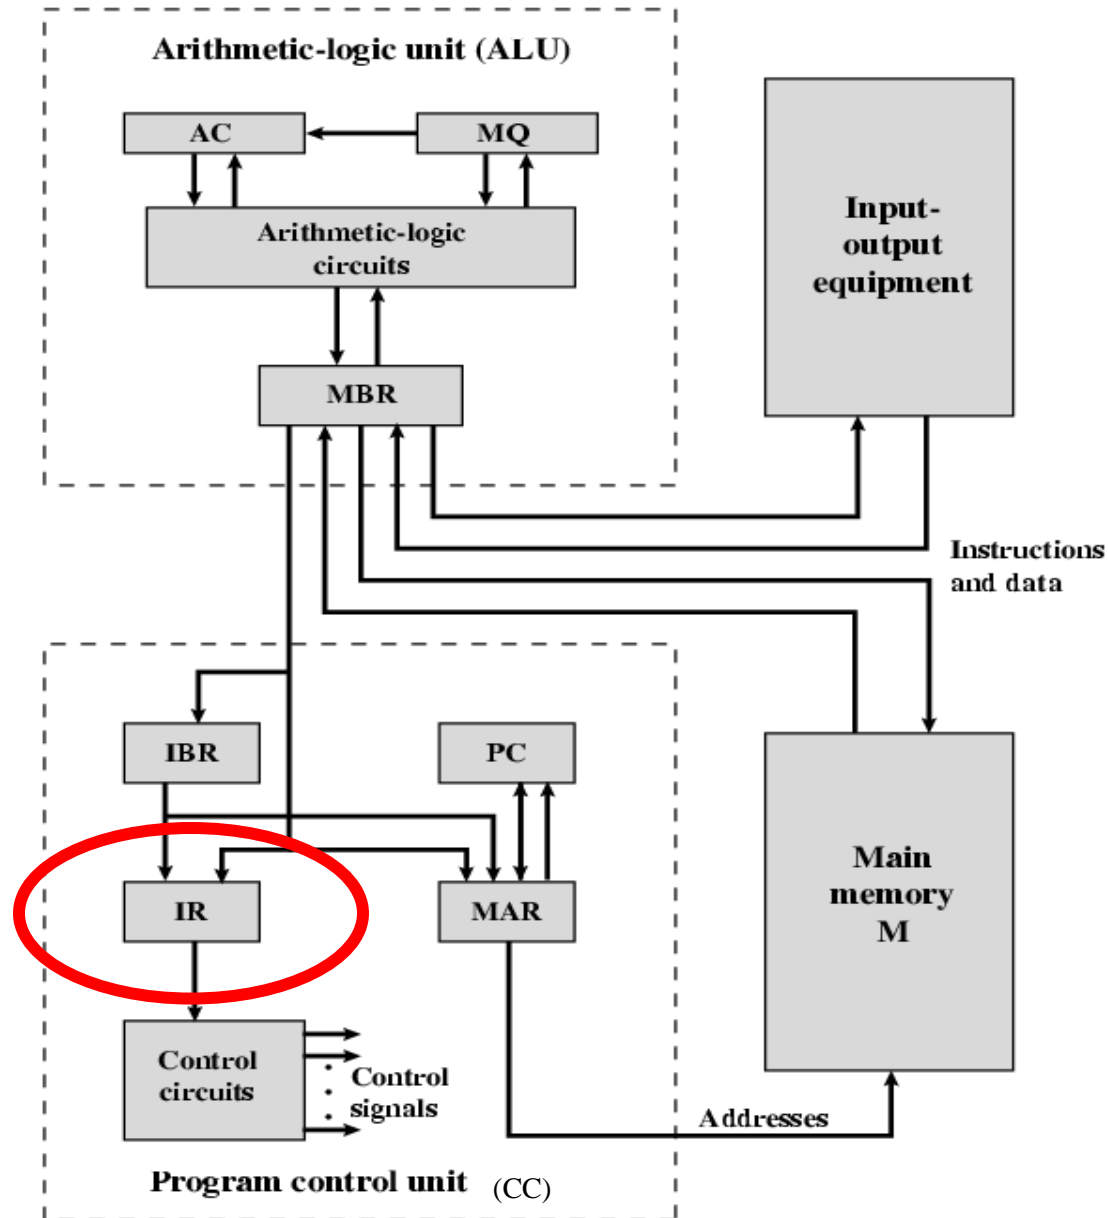 Arithmetic-logic unit (ALU)
AC
MQ
Arithmetic-logic
circuits
Input-
output
equipment
MBR
Instructions
and data
IBR
PC
IR
MAR
Main
memory
M
Control
circuits
Control
signals
Addresses
Program control unit (CC)